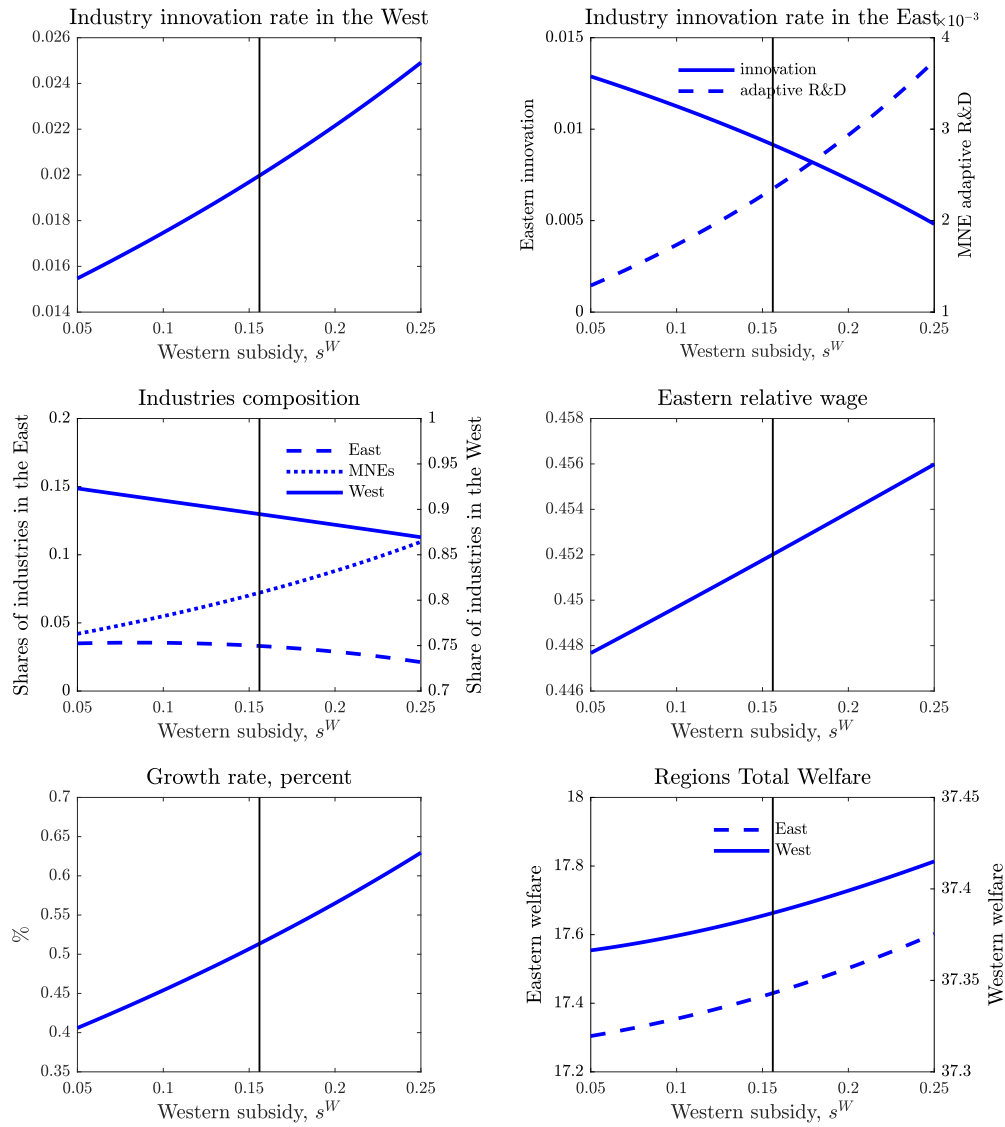 Industry innovation rate in the West
0.026
0.024
0.022
0.02
0.018
0.016
0.014
0.05 0.1 0.15 0.2 0.25
Western subsidy, s^W
Industry innovation rate in the East
×10^-3
Eastern innovation
0.015
0.01
0.005
0
innovation
adaptive R&D
4
3
2
1
MNE adaptive R&D
0.05 0.1 0.15 0.2 0.25
Western subsidy, s^W
Industries composition
Shares of industries in the East
0.2
0.15
0.1
0.05
0
East
MNEs
West
1
0.95
0.9
0.85
0.8
0.75
0.7
Share of industries in the West
0.05 0.1 0.15 0.2 0.25
Western subsidy, s^W
Eastern relative wage
0.458
0.456
0.454
0.452
0.45
0.448
0.446
0.05 0.1 0.15 0.2 0.25
Western subsidy, s^W
Growth rate, percent
%
0.7
0.65
0.6
0.55
0.5
0.45
0.4
0.35
0.05 0.1 0.15 0.2 0.25
Western subsidy, s^W
Regions Total Welfare
Eastern welfare
18
17.8
17.6
17.4
17.2
East
West
37.45
37.4
37.35
37.3
Western welfare
0.05 0.1 0.15 0.2 0.25
Western subsidy, s^W